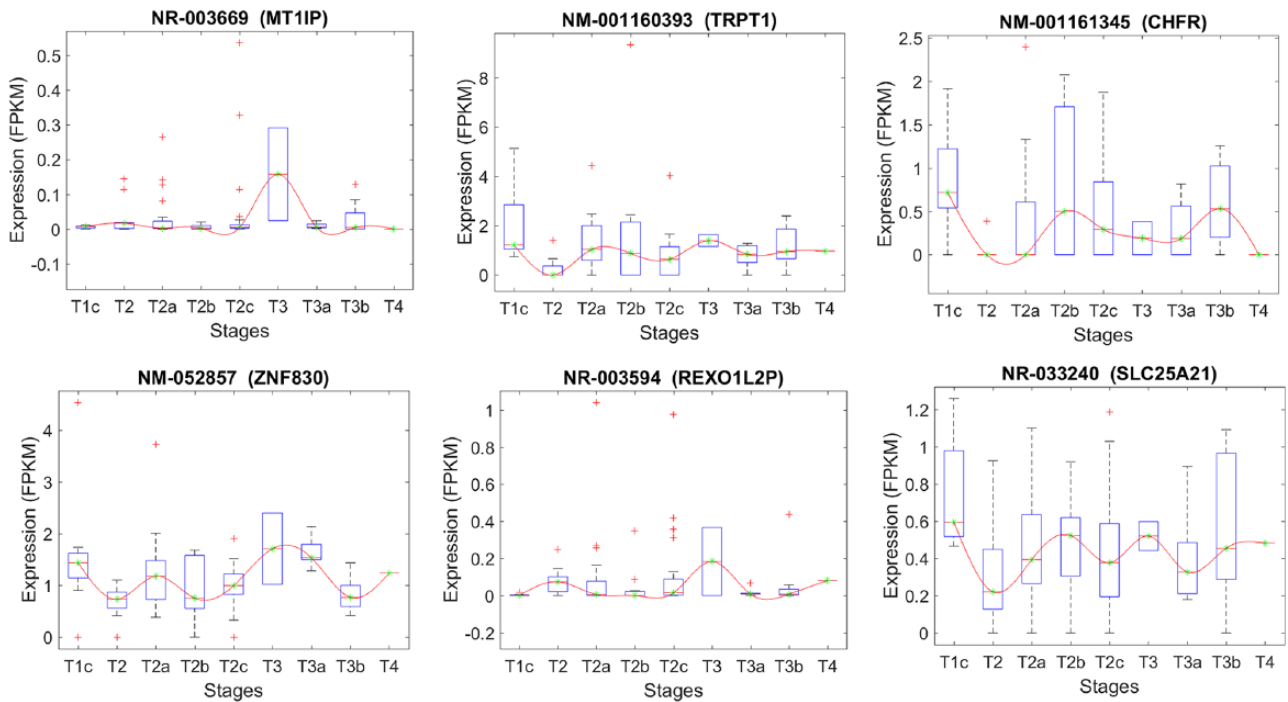 NR-003669 (MT1IP)
Expression (FPKM)
0.5
0.4
0.3
0.2
0.1
0
-0.1
T1c T2 T2a T2b T2c T3 T3a T3b T4
Stages
NM-001160393 (TRPT1)
Expression (FPKM)
8
6
4
2
0
T1c T2 T2a T2b T2c T3 T3a T3b T4
Stages
NM-001161345 (CHFR)
Expression (FPKM)
2.5
2
1.5
1
0.5
0
T1c T2 T2a T2b T2c T3 T3a T3b T4
Stages
NM-052857 (ZNF830)
Expression (FPKM)
4
3
2
1
0
T1c T2 T2a T2b T2c T3 T3a T3b T4
Stages
NR-003594 (REXO1L2P)
Expression (FPKM)
1
0.8
0.6
0.4
0.2
0
-0.2
T1c T2 T2a T2b T2c T3 T3a T3b T4
Stages
NR-033240 (SLC25A21)
Expression (FPKM)
1.2
1
0.8
0.6
0.4
0.2
0
T1c T2 T2a T2b T2c T3 T3a T3b T4
Stages